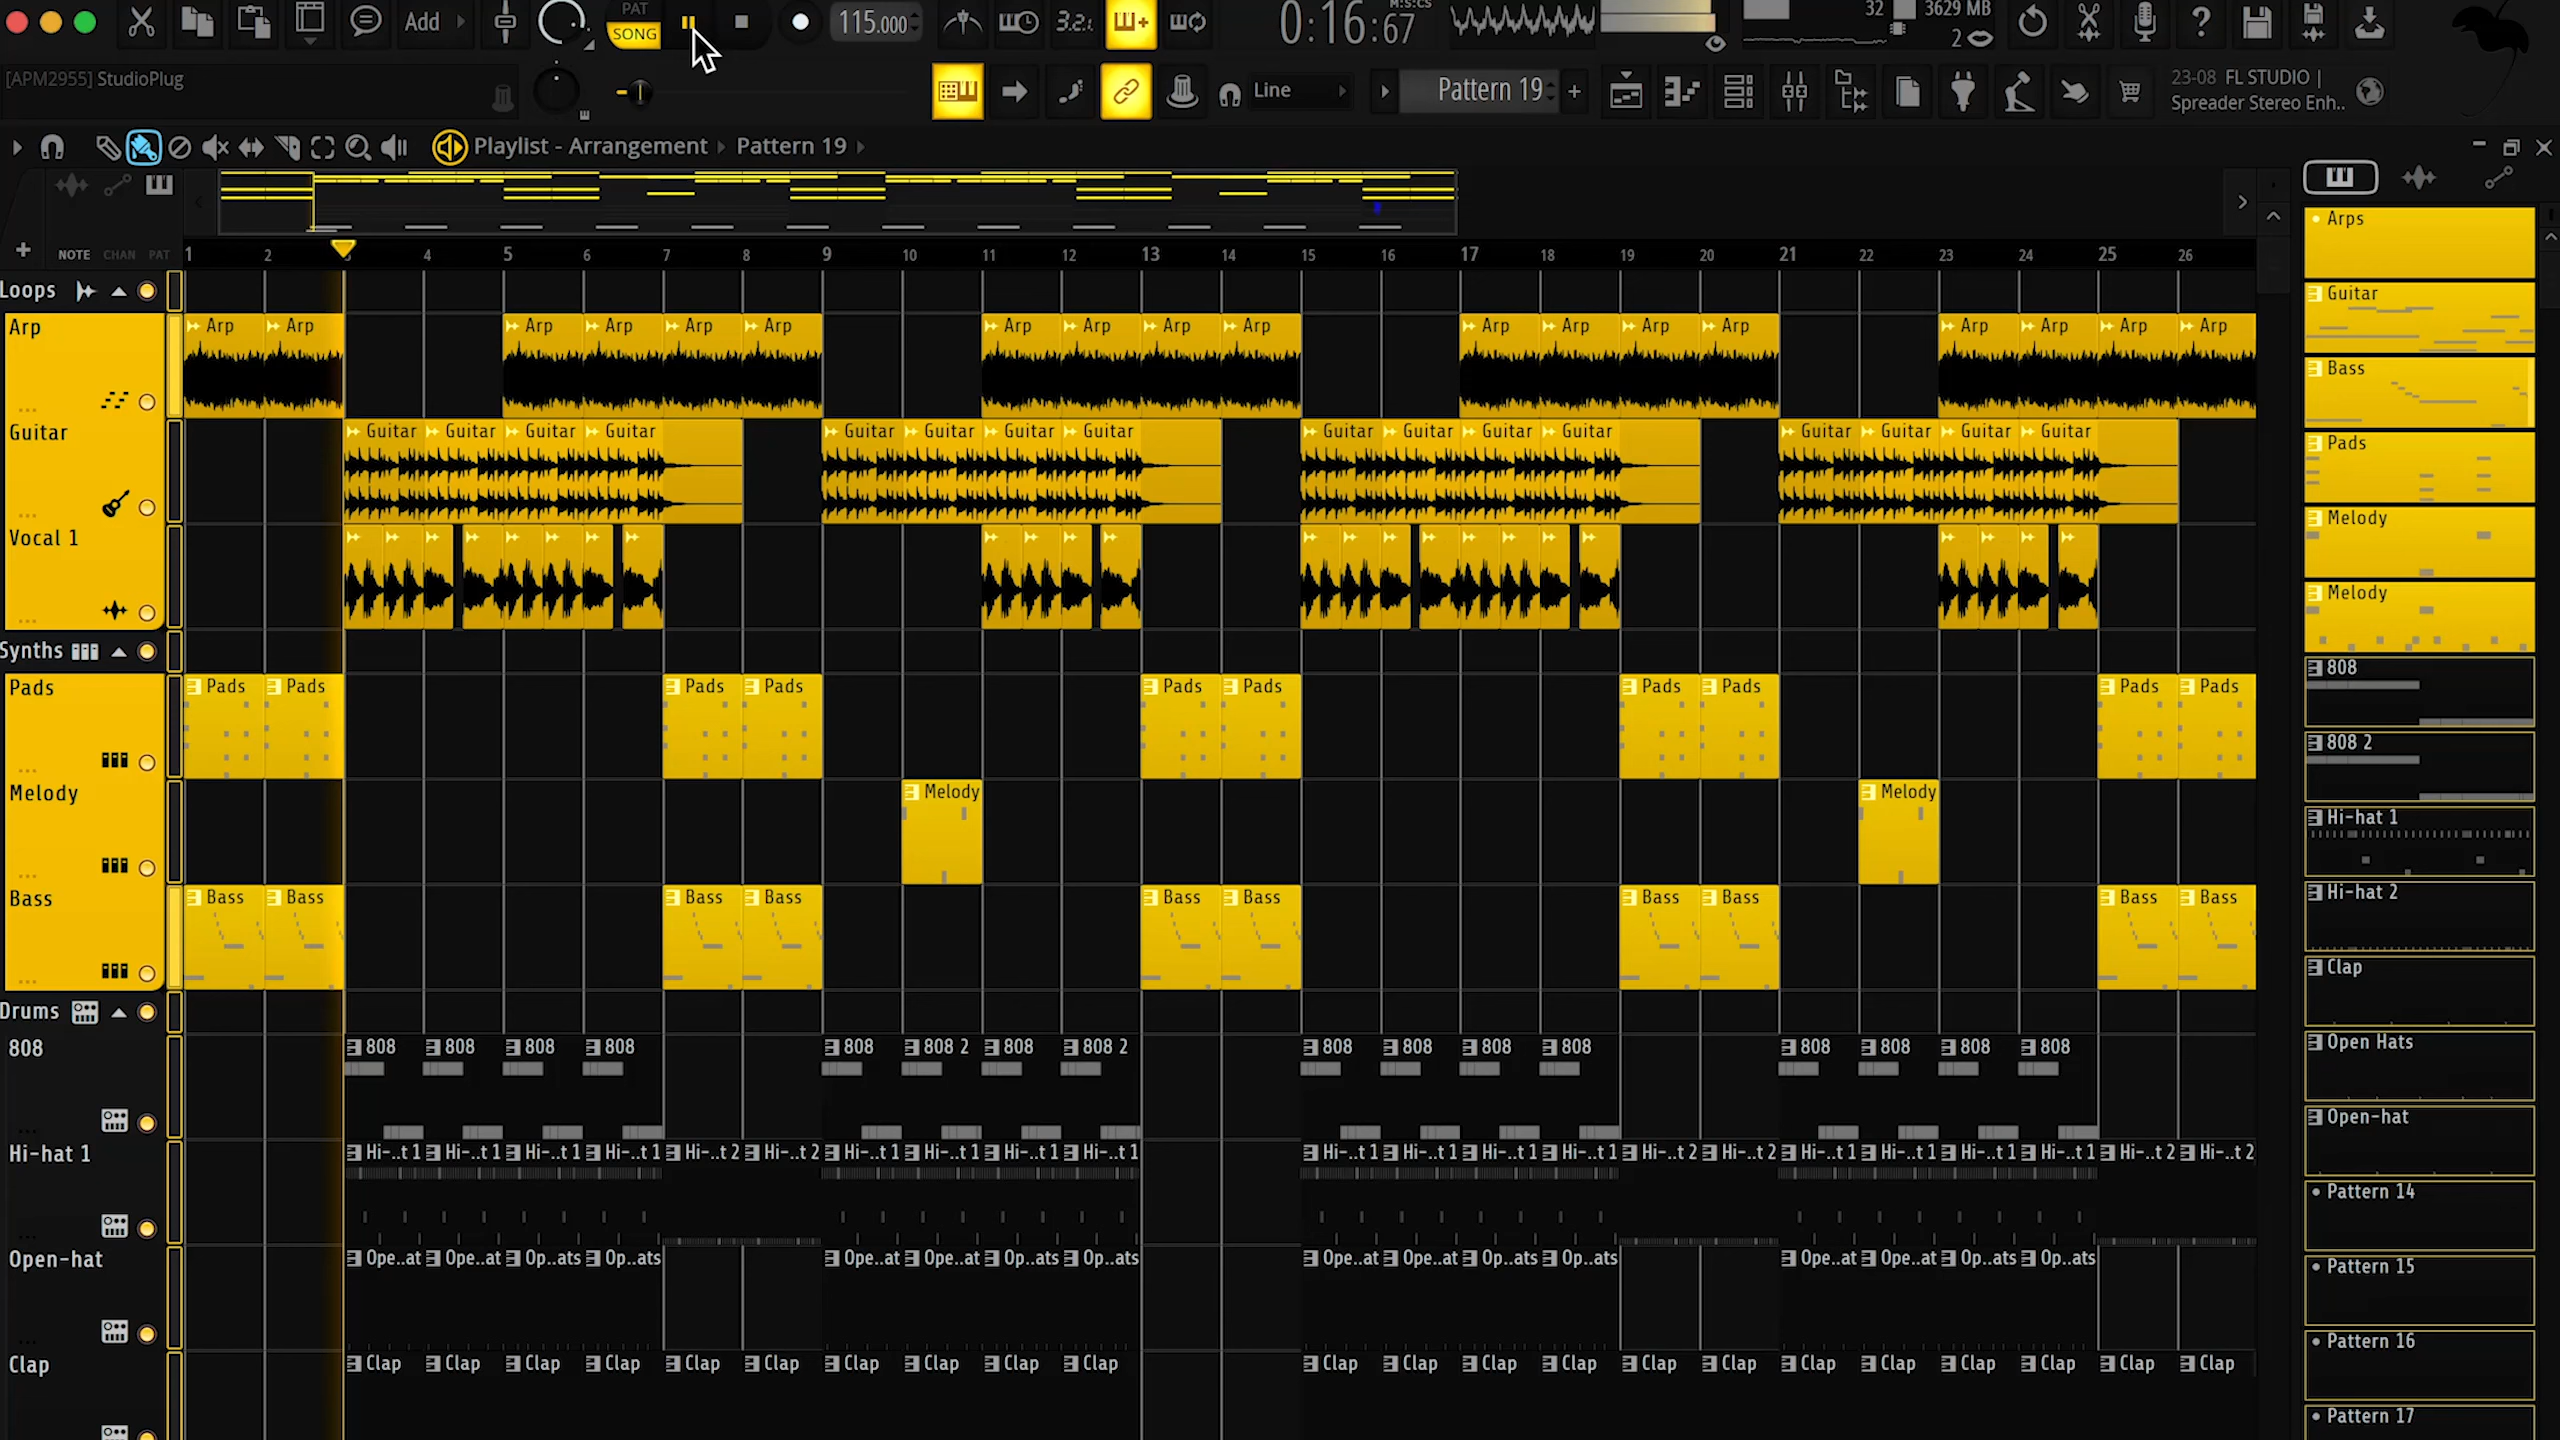 Add
PAT
SONG
115.000
3.2.
0:16:67
M:S:CS
32
3629 MB
2
[APM2955] StudioPlug
Line
Pattern 19
23-08 FL STUDIO |
Spreader Stereo Enh..
Playlist - Arrangement
Pattern 19
NOTE CHAN PAT
1 2 3 4 5 6 7 8 9 10 11 12 13 14 15 16 17 18 19 20 21 22 23 24 25 26
Loops
Arp
Arp Arp Arp Arp Arp Arp Arp Arp Arp Arp Arp Arp Arp Arp Arp Arp Arp Arp
Guitar
Guitar Guitar Guitar Guitar Guitar Guitar Guitar Guitar Guitar Guitar Guitar Guitar Guitar Guitar Guitar Guitar
Vocal 1
Synths
Pads
Pads Pads Pads Pads Pads Pads Pads Pads Pads Pads
Melody
Melody Melody
Bass
Bass Bass Bass Bass Bass Bass Bass Bass Bass Bass
Drums
808
808 808 808 808 808 808 2 808 808 2 808 808 808 808 808 808 808 808
Hi-hat 1
Hi-..t 1 Hi-..t 1 Hi-..t 1 Hi-..t 1 Hi-..t 2 Hi-..t 2 Hi-..t 1 Hi-..t 1 Hi-..t 1 Hi-..t 1 Hi-..t 1 Hi-..t 1 Hi-..t 1 Hi-..t 1 Hi-..t 2 Hi-..t 2 Hi-..t 1 Hi-..t 1 Hi-..t 1 Hi-..t 1 Hi-..t 2 Hi-..t 2
Open-hat
Ope..at Ope..at Op..ats Op..ats Ope..at Ope..at Op..ats Op..ats Ope..at Ope..at Op..ats Op..ats Ope..at Ope..at Op..ats Op..ats
Clap
Clap Clap Clap Clap Clap Clap Clap Clap Clap Clap Clap Clap Clap Clap Clap Clap Clap Clap Clap Clap Clap Clap
Arps
Guitar
Bass
Pads
Melody
Melody
808
808 2
Hi-hat 1
Hi-hat 2
Clap
Open Hats
Open-hat
Pattern 14
Pattern 15
Pattern 16
Pattern 17